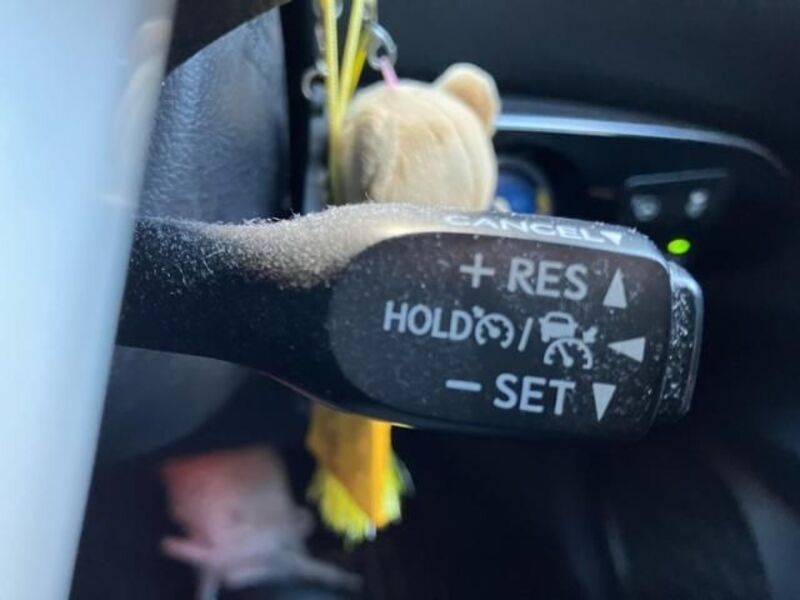 CANCEL▼
+ RES ▲
HOLD / ◀
− SET ▼